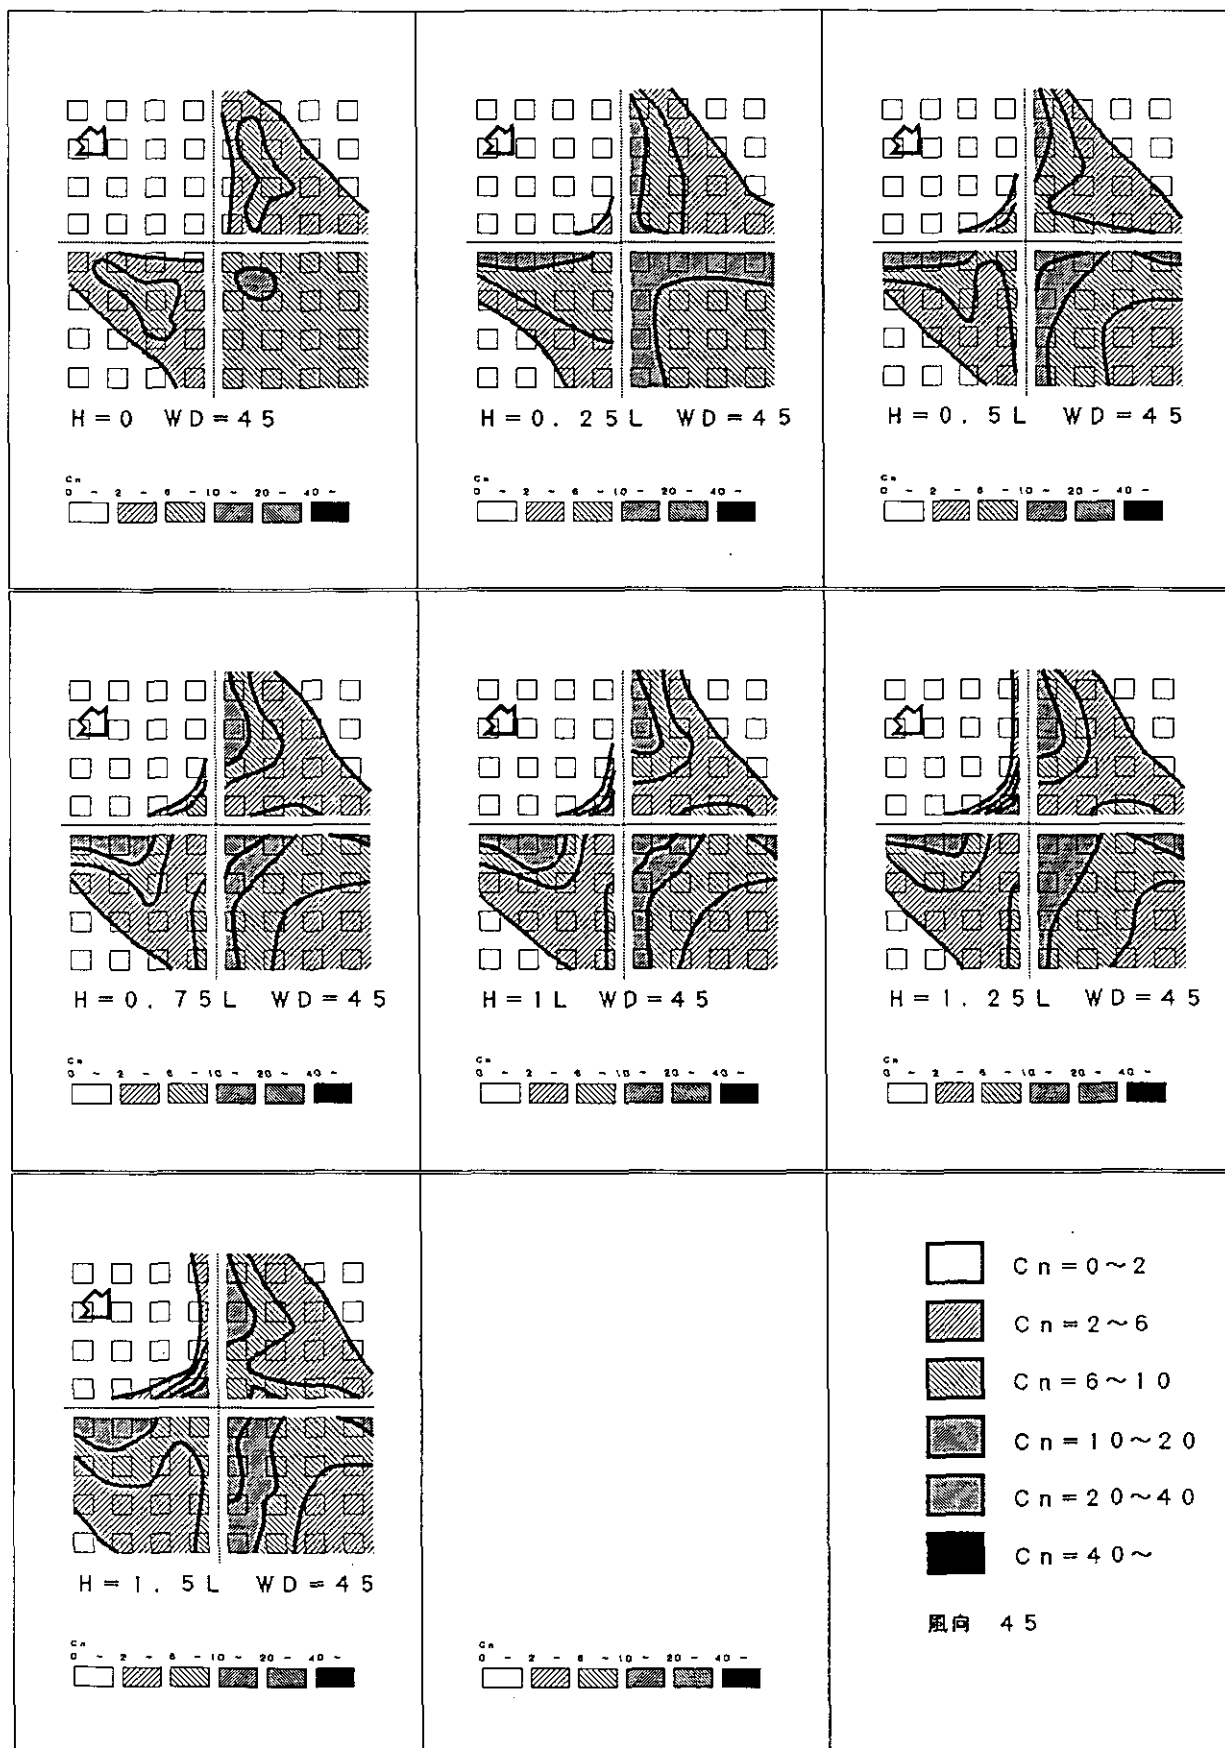 H=0 WD=45
Cn
0 ~ 2 ~ 6 ~ 10 ~ 20 ~ 40 ~
H=0.25L WD=45
Cn
0 ~ 2 ~ 6 ~ 10 ~ 20 ~ 40 ~
H=0.5L WD=45
Cn
0 ~ 2 ~ 6 ~ 10 ~ 20 ~ 40 ~
H=0.75L WD=45
Cn
0 ~ 2 ~ 6 ~ 10 ~ 20 ~ 40 ~
H=1L WD=45
Cn
0 ~ 2 ~ 6 ~ 10 ~ 20 ~ 40 ~
H=1.25L WD=45
Cn
0 ~ 2 ~ 6 ~ 10 ~ 20 ~ 40 ~
H=1.5L WD=45
Cn
0 ~ 2 ~ 6 ~ 10 ~ 20 ~ 40 ~
Cn
0 ~ 2 ~ 6 ~ 10 ~ 20 ~ 40 ~
Cn=0~2
Cn=2~6
Cn=6~10
Cn=10~20
Cn=20~40
Cn=40~
風向 45